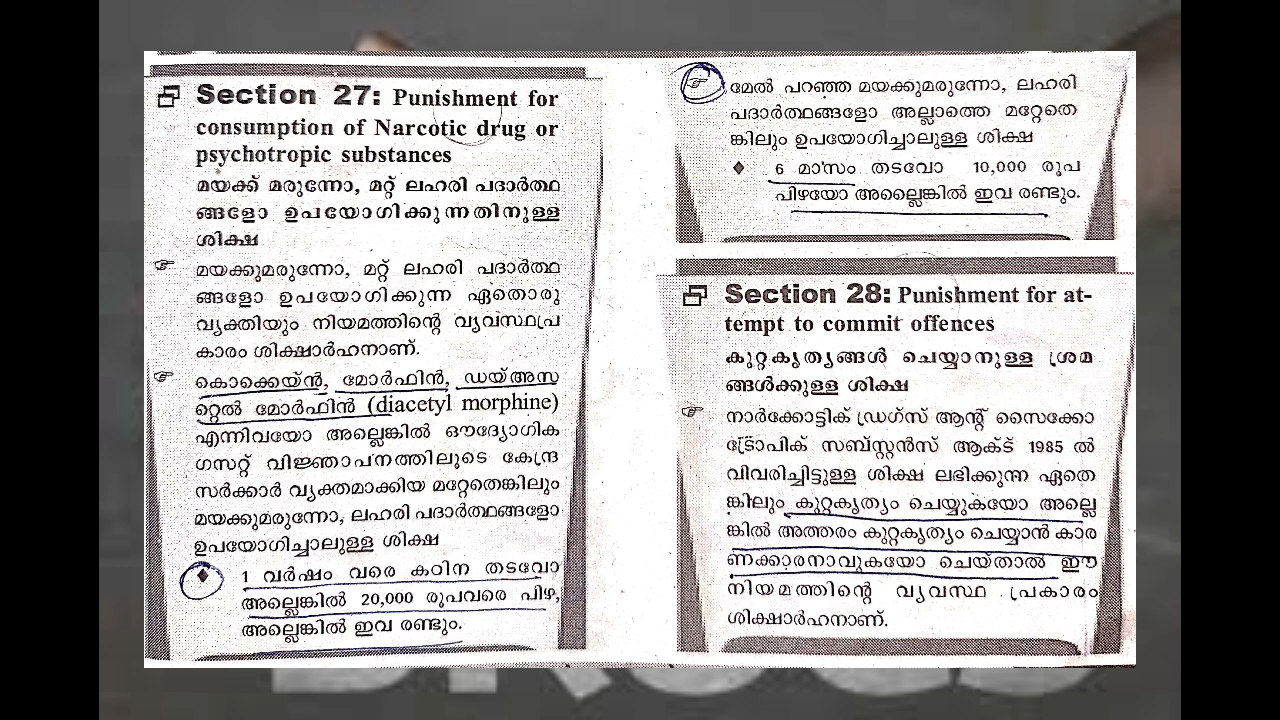 Section 27: Punishment for
consumption of Narcotic drug or
psychotropic substances
മയക്ക് മരുന്നോ, മറ്റ് ലഹരി പദാർത്ഥ
ങ്ങളോ ഉപയോഗിക്കുന്നതിനുള്ള
ശിക്ഷ
മയക്കുമരുന്നോ, മറ്റ് ലഹരി പദാർത്ഥ
ങ്ങളോ ഉപയോഗിക്കുന്ന ഏതൊരു
വ്യക്തിയും നിയമത്തിന്റെ വ്യവസ്ഥപ്ര
കാരം ശിക്ഷാർഹനാണ്.
കൊക്കെയ്ൻ, മോർഫിൻ, ഡയ്അസ
റ്റെൽ മോർഫിൻ (diacetyl morphine)
എന്നിവയോ അല്ലെങ്കിൽ ഔദ്യോഗിക
ഗസറ്റ് വിജ്ഞാപനത്തിലൂടെ കേന്ദ്ര
സർക്കാർ വ്യക്തമാക്കിയ മറ്റേതെങ്കിലും
മയക്കുമരുന്നോ, ലഹരി പദാർത്ഥങ്ങളോ
ഉപയോഗിച്ചാലുള്ള ശിക്ഷ
1 വർഷം വരെ കഠിന തടവോ
അല്ലെങ്കിൽ 20,000 രൂപവരെ പിഴ,
അല്ലെങ്കിൽ ഇവ രണ്ടും.
മേൽ പറഞ്ഞ മയക്കുമരുന്നോ, ലഹരി
പദാർത്ഥങ്ങളോ അല്ലാത്തെ മറ്റേതെ
ങ്കിലും ഉപയോഗിച്ചാലുള്ള ശിക്ഷ
6 മാസം തടവോ 10,000 രൂപ
പിഴയോ അല്ലൈങ്കിൽ ഇവ രണ്ടും.
Section 28: Punishment for at-
tempt to commit offences
കുറ്റകൃത്യങ്ങൾ ചെയ്യാനുള്ള ശ്രമ
ങ്ങൾക്കുള്ള ശിക്ഷ
നാർക്കോട്ടിക് ഡ്രഗ്സ് ആന്റ് സൈക്കോ
ട്രോപിക് സബ്സ്റ്റൻസ് ആക്ട് 1985 ൽ
വിവരിച്ചിട്ടുള്ള ശിക്ഷ ലഭിക്കുന്ന ഏതെ
ങ്കിലും കുറ്റകൃത്യം ചെയ്യുകയോ അല്ലെ
ങ്കിൽ അത്തരം കുറ്റകൃത്യം ചെയ്യാൻ കാര
ണക്കാരനാവുകയോ ചെയ്താൽ ഈ
നിയമത്തിന്റെ വ്യവസ്ഥ പ്രകാരം
ശിക്ഷാർഹനാണ്.